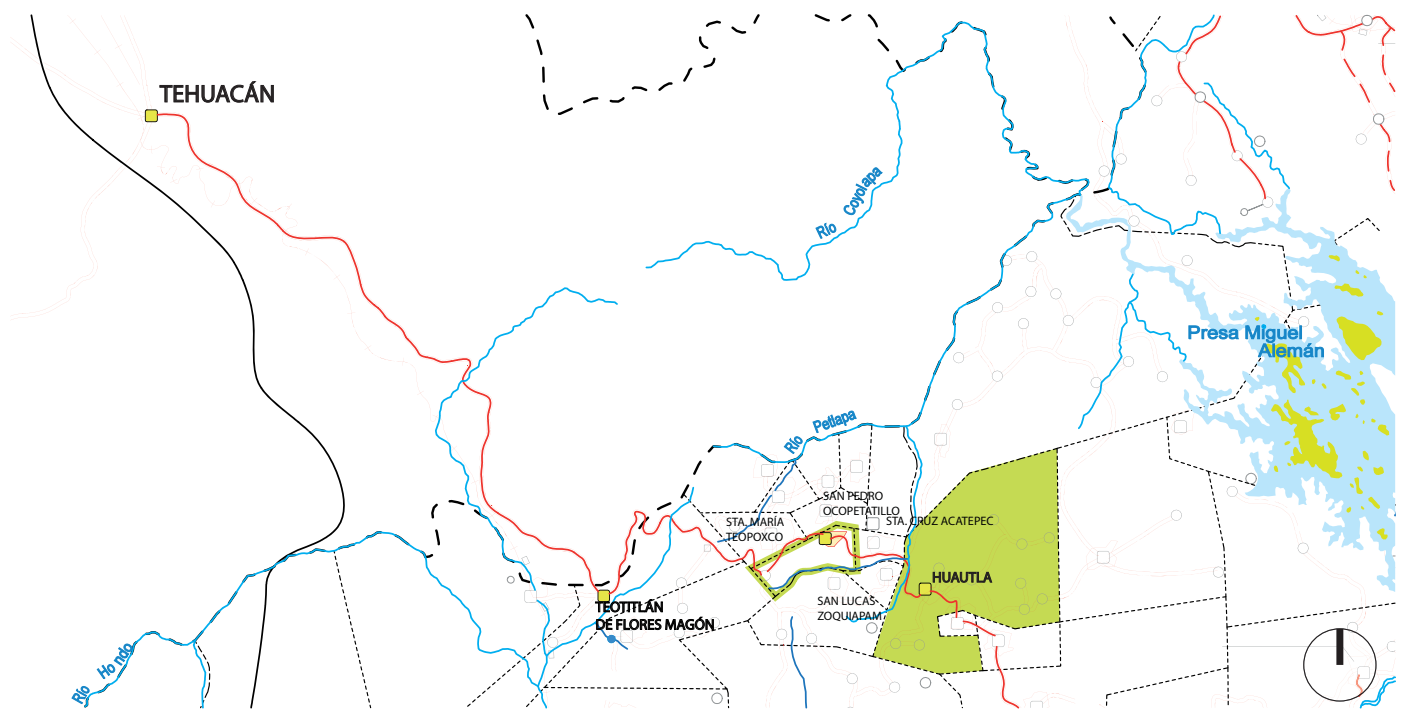 TEHUACÁN
Río Coyolapa
Presa Miguel
Alemán
Río Petlapa
SAN PEDRO
OCOPETATILLO
STA. MARÍA
TEOPOXCO
STA. CRUZ ACATEPEC
HUAUTLA
SAN LUCAS
ZOQUIAPAM
TEOTITLÁN
DE FLORES MAGÓN
Río Hondo